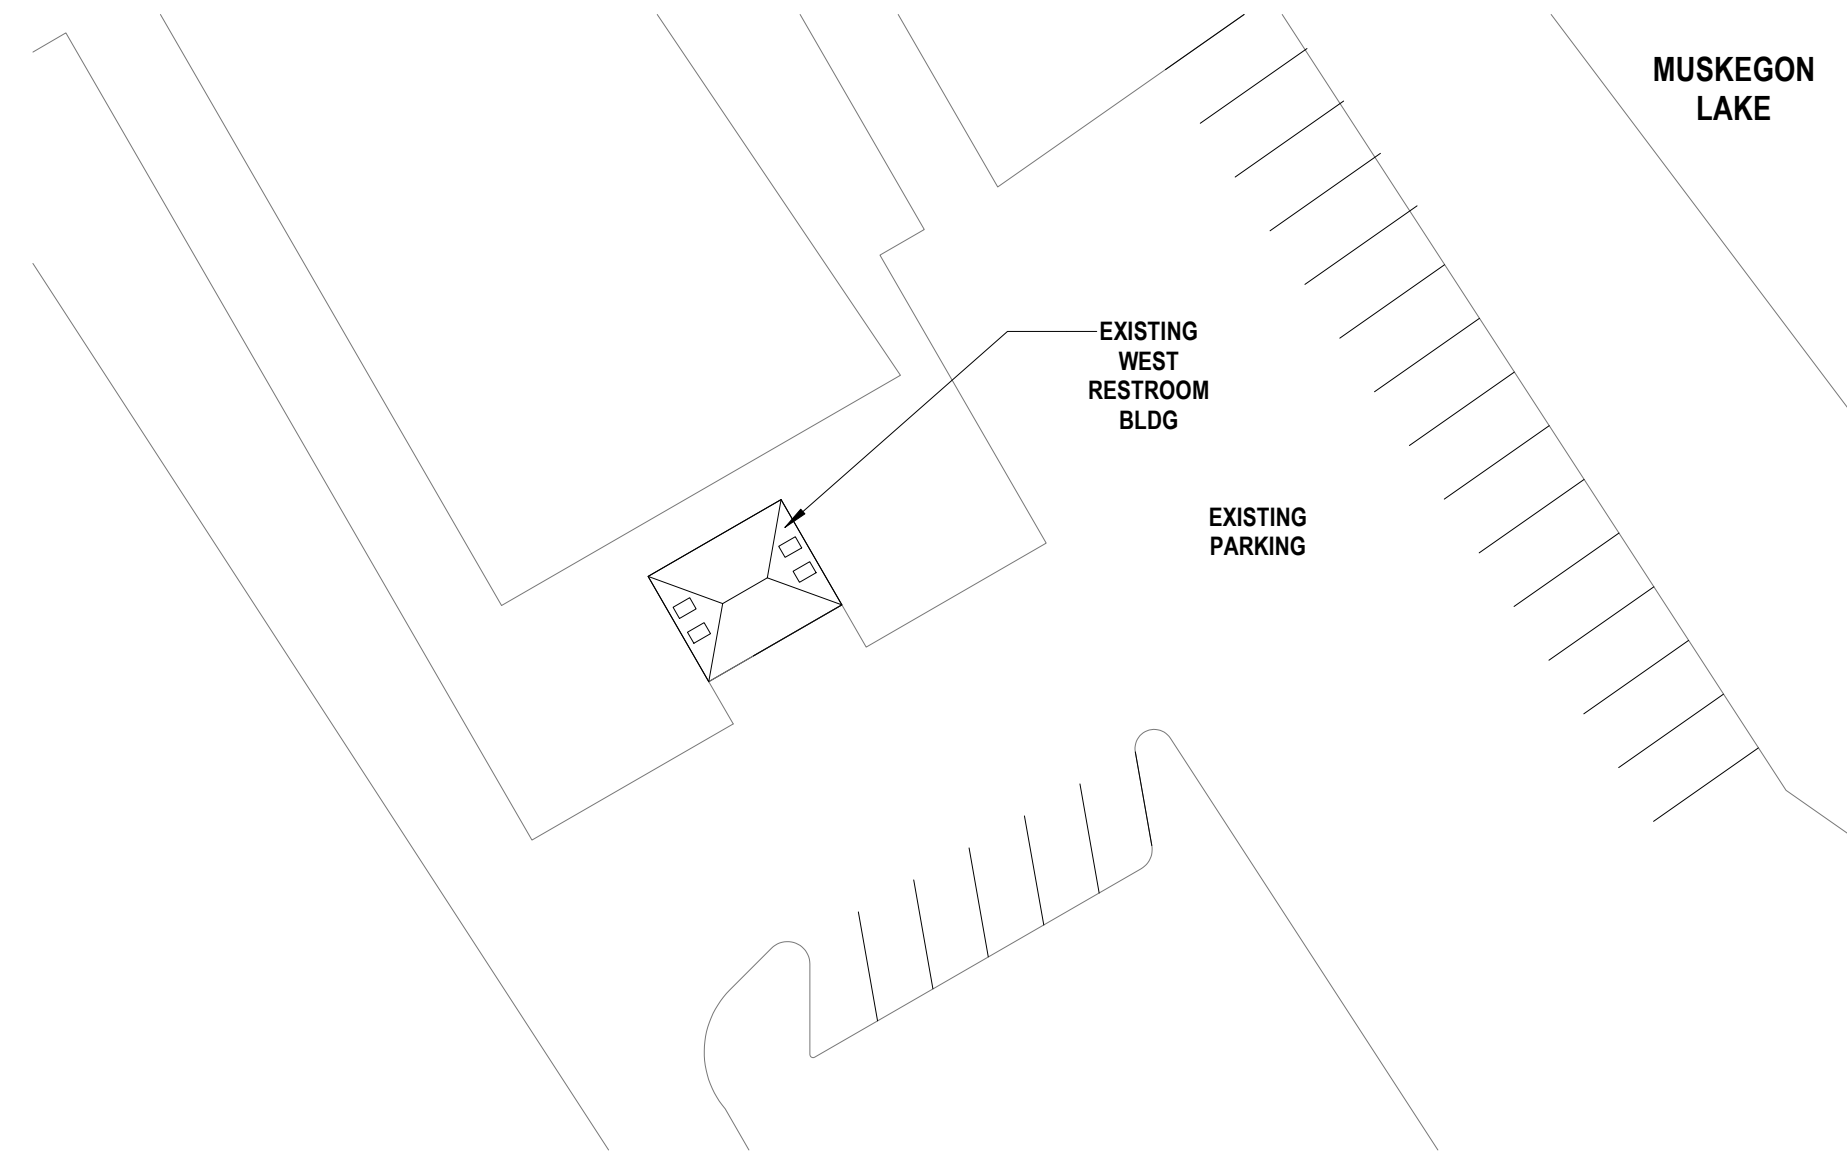 MUSKEGON
LAKE
EXISTING
WEST
RESTROOM
BLDG
EXISTING
PARKING